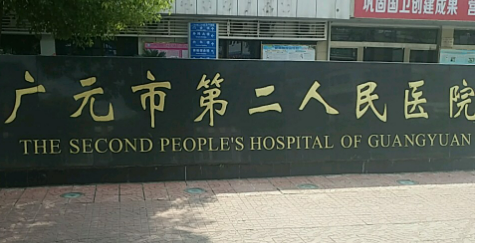 巩固国卫创建成果
广元市第二人民医院
THE SECOND PEOPLE'S HOSPITAL OF GUANGYUAN